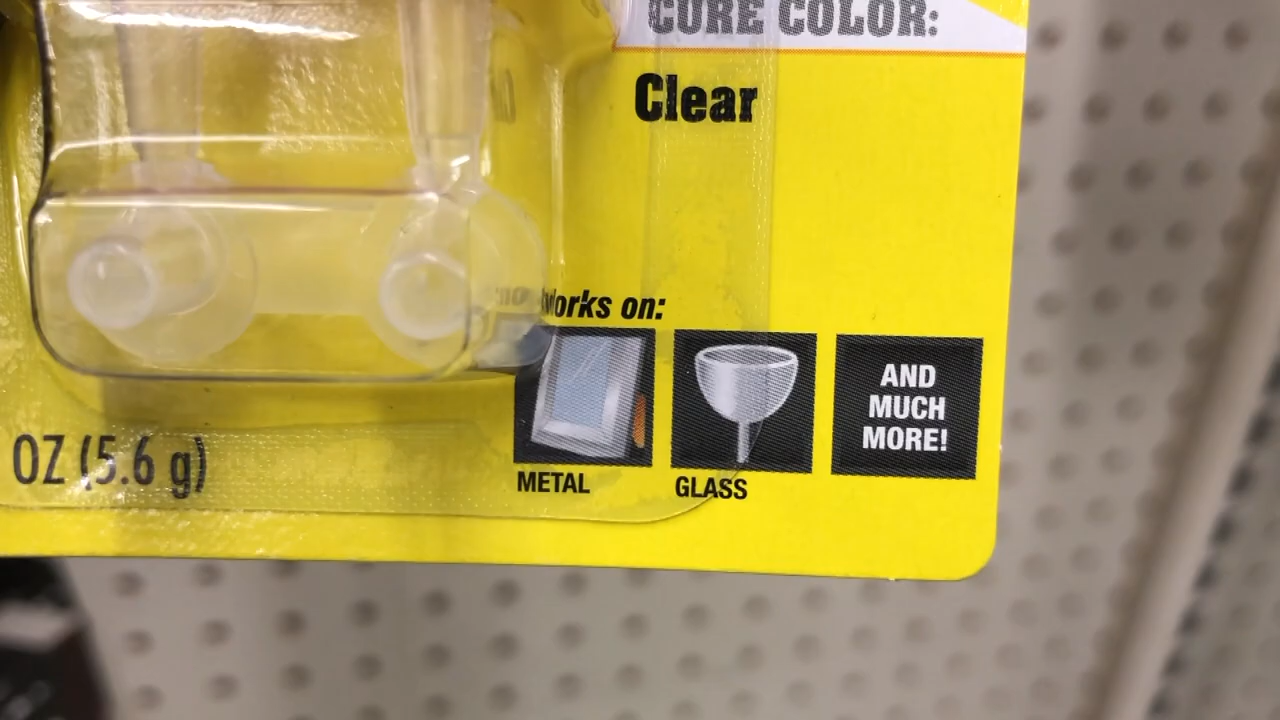 CURE COLOR:
Clear
Works on:
AND
MUCH
MORE!
OZ (5.6 g)
METAL
GLASS